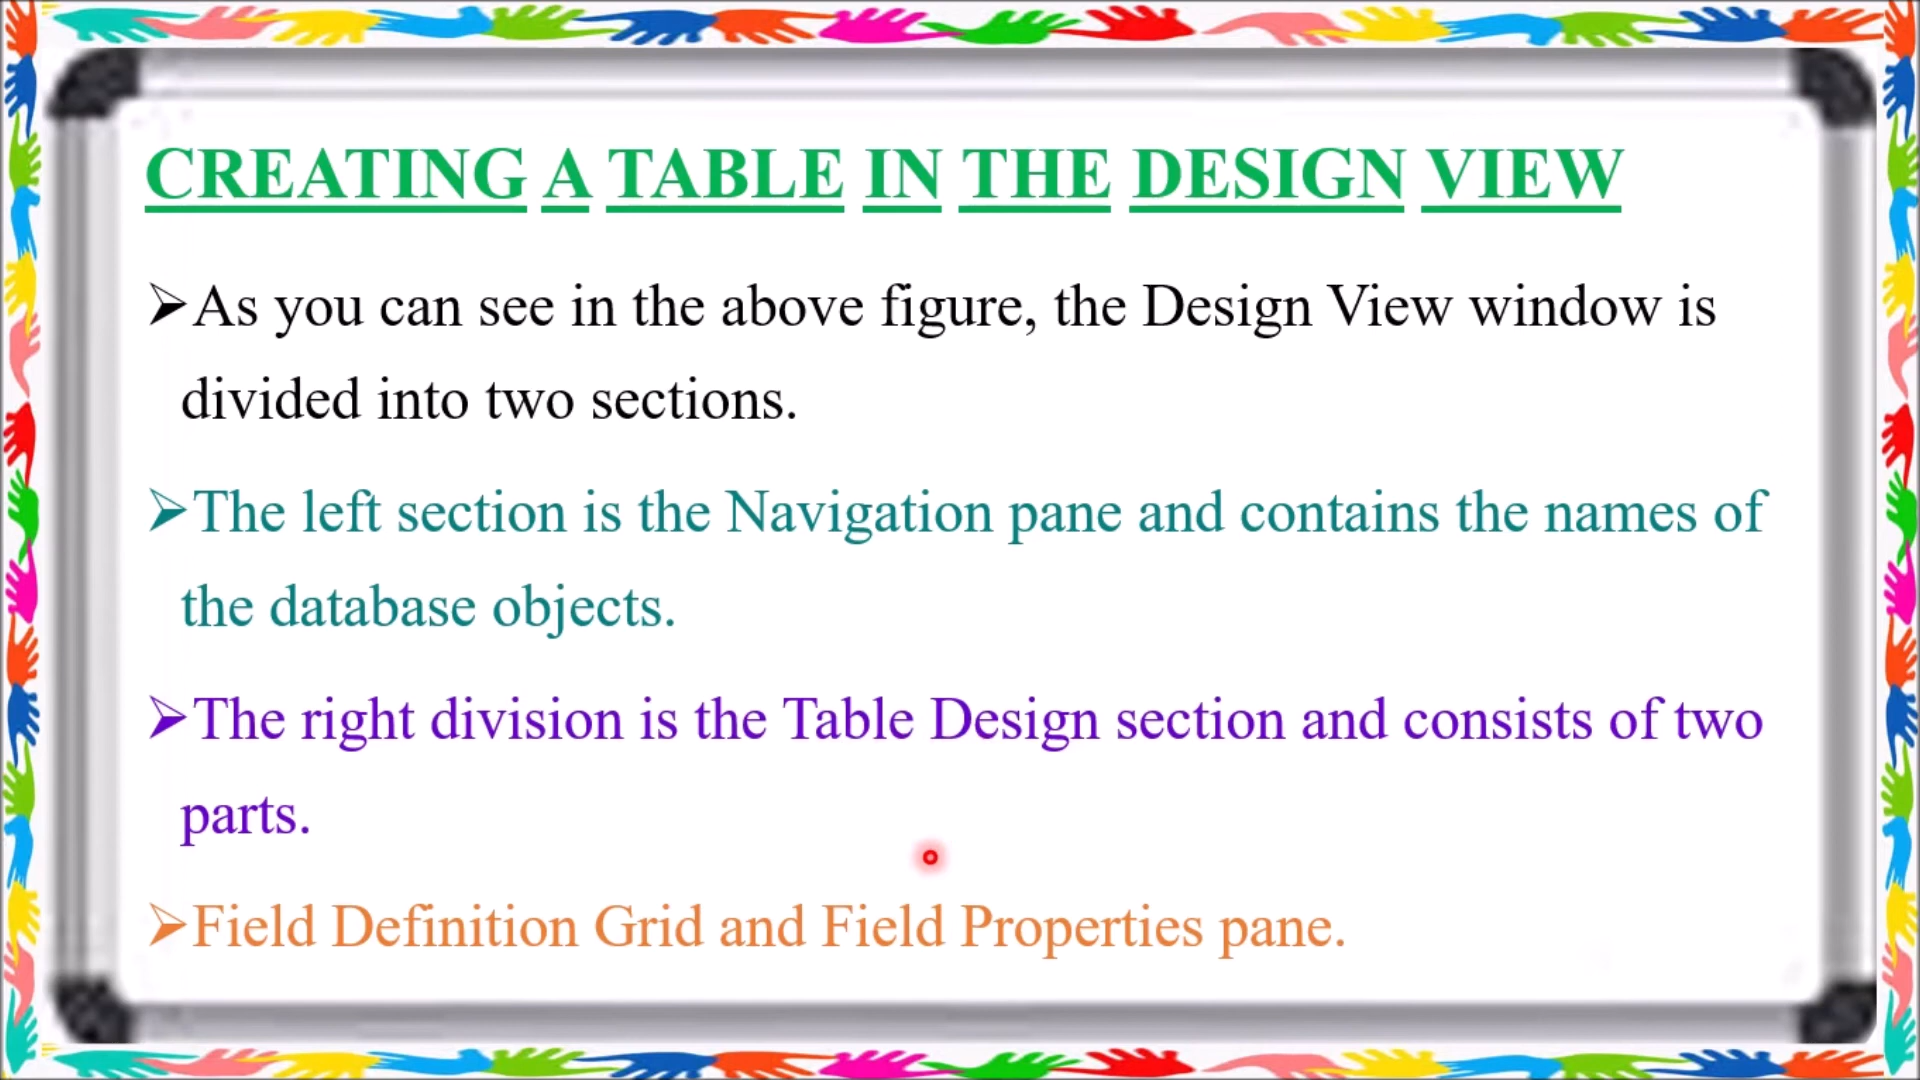 CREATING A TABLE IN THE DESIGN VIEW
➢As you can see in the above figure, the Design View window is
divided into two sections.
➢The left section is the Navigation pane and contains the names of
the database objects.
➢The right division is the Table Design section and consists of two
parts.
➢Field Definition Grid and Field Properties pane.